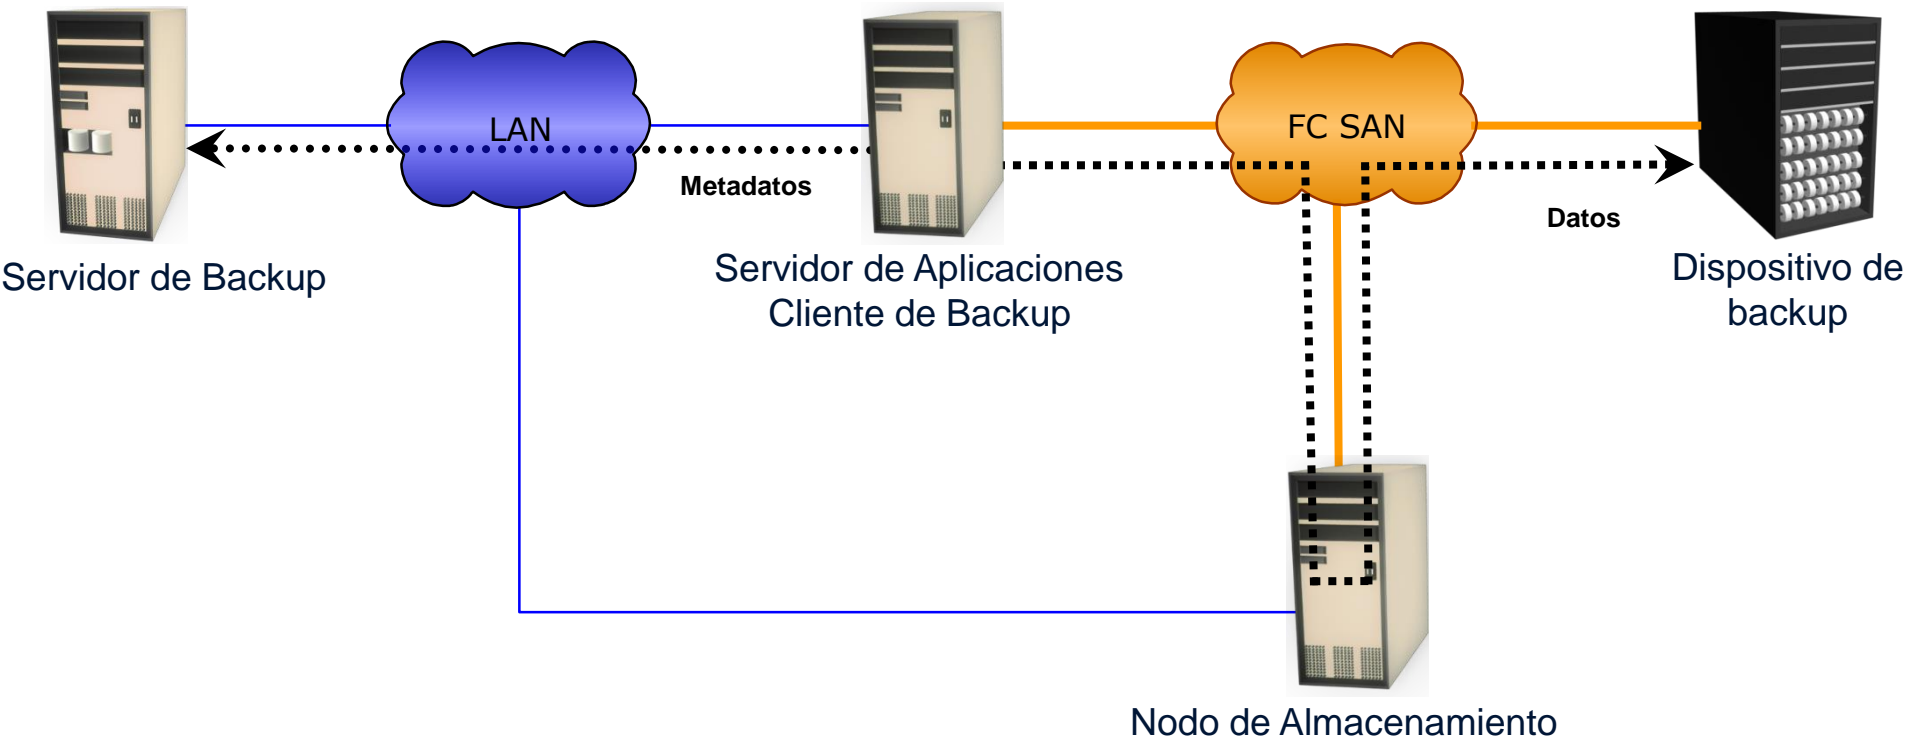 LAN
FC SAN
Metadatos
Datos
Servidor de Backup
Servidor de Aplicaciones
Cliente de Backup
Dispositivo de
backup
Nodo de Almacenamiento